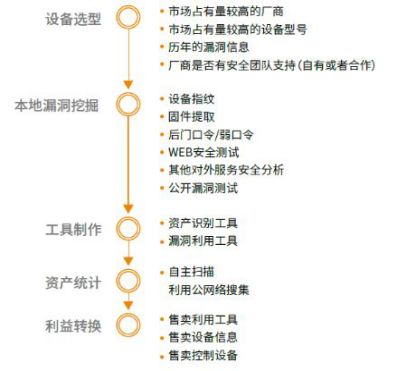 设备选型
市场占有量较高的厂商
市场占有量较高的设备型号
历年的漏洞信息
厂商是否有安全团队支持(自有或者合作)
本地漏洞挖掘
设备指纹
固件提取
后门口令/弱口令
WEB安全测试
其他对外服务安全分析
公开漏洞测试
工具制作
资产识别工具
漏洞利用工具
资产统计
自主扫描
利用公网络搜集
利益转换
售卖利用工具
售卖设备信息
售卖控制设备